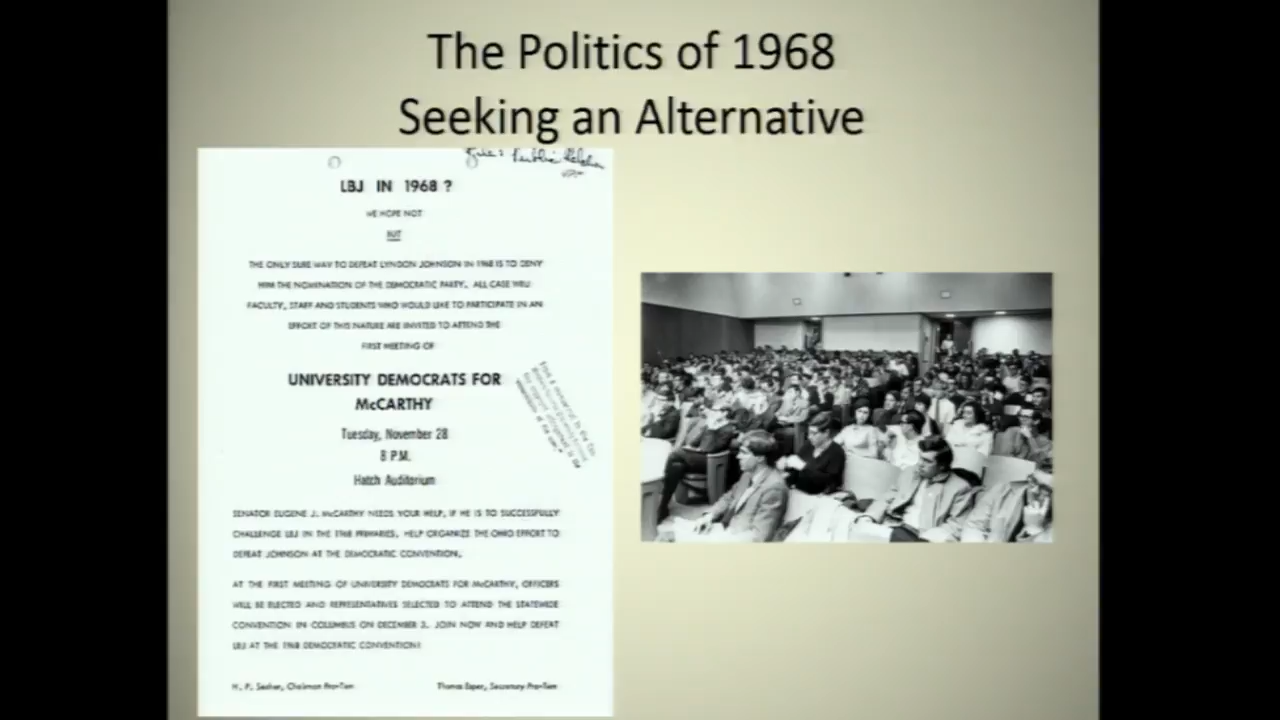 The Politics of 1968
Seeking an Alternative
LBJ IN 1968 ?
WE HOPE NOT
BUT
THE ONLY SURE WAY TO DEFEAT LYNDON JOHNSON IN 1968 IS TO DENY
HIM THE NOMINATION OF THE DEMOCRATIC PARTY. ALL CASE WRU
FACULTY, STAFF AND STUDENTS WHO WOULD LIKE TO PARTICIPATE IN AN
EFFORT OF THIS NATURE ARE INVITED TO ATTEND THE
FIRST MEETING OF
UNIVERSITY DEMOCRATS FOR
McCARTHY
Tuesday, November 28
8 P.M.
Hatch Auditorium
SENATOR EUGENE J. McCARTHY NEEDS YOUR HELP, IF HE IS TO SUCCESSFULLY
CHALLENGE LBJ IN THE 1968 PRIMARIES. HELP ORGANIZE THE OHIO EFFORT TO
DEFEAT JOHNSON AT THE DEMOCRATIC CONVENTION.
AT THE FIRST MEETING OF UNIVERSITY DEMOCRATS FOR McCARTHY, OFFICERS
WILL BE ELECTED AND REPRESENTATIVES SELECTED TO ATTEND THE STATEWIDE
CONVENTION IN COLUMBUS ON DECEMBER 3. JOIN NOW AND HELP DEFEAT
LBJ AT THE 1968 DEMOCRATIC CONVENTION!
Chairman Pro-Tem
Thomas Esper, Secretary Pro-Tem